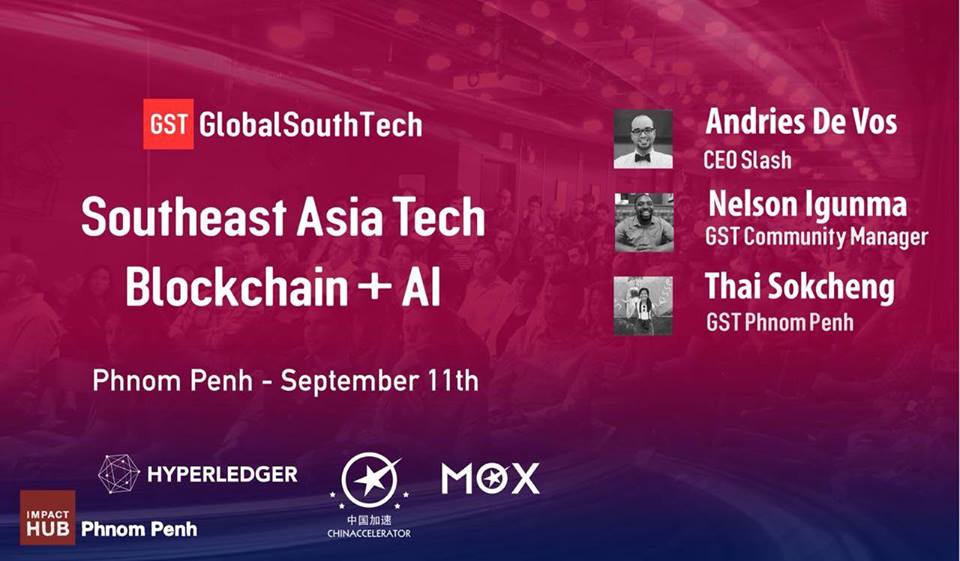 GST GlobalSouthTech
Southeast Asia Tech
Blockchain + AI
Phnom Penh - September 11th
Andries De Vos
CEO Slash
Nelson Igunma
GST Community Manager
Thai Sokcheng
GST Phnom Penh
HYPERLEDGER
中国加速
CHINACCELERATOR
MOX
IMPACT
HUB
Phnom Penh